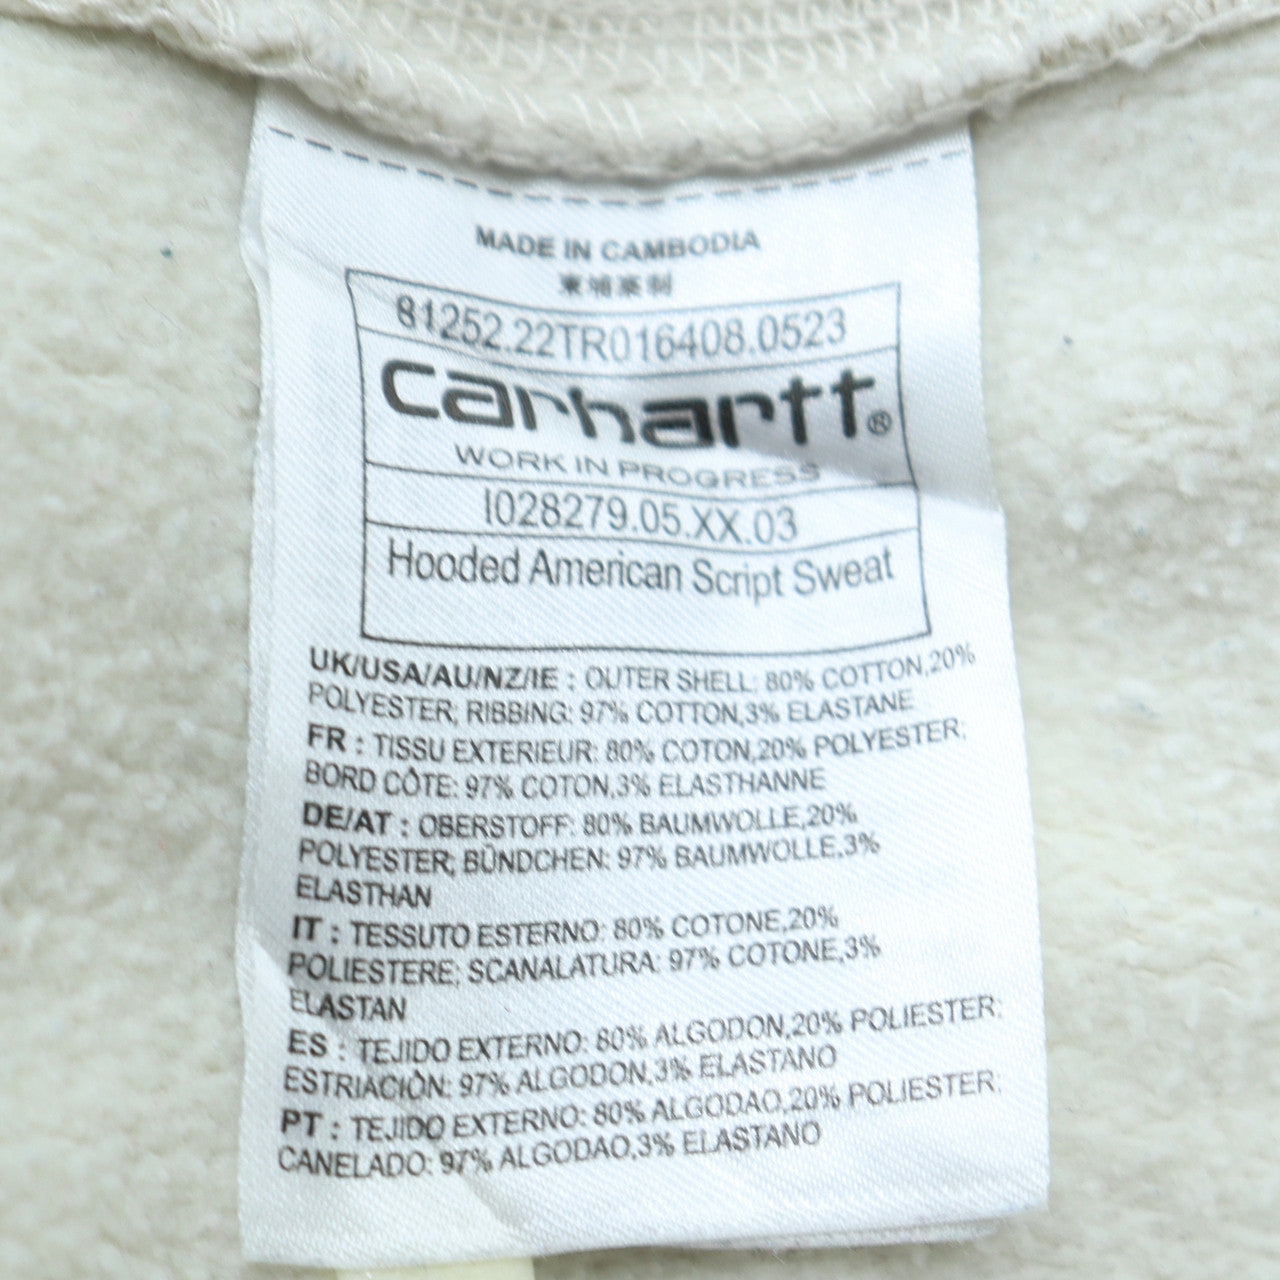 MADE IN CAMBODIA
柬埔寨制
81252.22TR016408.0523
carhartt®
WORK IN PROGRESS
I028279.05.XX.03
Hooded American Script Sweat
UK/USA/AU/NZ/IE : OUTER SHELL: 80% COTTON,20%
POLYESTER; RIBBING: 97% COTTON,3% ELASTANE
FR : TISSU EXTERIEUR: 80% COTON,20% POLYESTER;
BORD CÔTE: 97% COTON,3% ELASTHANNE
DE/AT : OBERSTOFF: 80% BAUMWOLLE,20%
POLYESTER; BÜNDCHEN: 97% BAUMWOLLE,3%
ELASTHAN
IT : TESSUTO ESTERNO: 80% COTONE,20%
POLIESTERE; SCANALATURA: 97% COTONE,3%
ELASTAN
ES : TEJIDO EXTERNO: 80% ALGODON,20% POLIESTER;
ESTRIACIÒN: 97% ALGODON,3% ELASTANO
PT : TEJIDO EXTERNO: 80% ALGODAO,20% POLIESTER;
CANELADO: 97% ALGODAO,3% ELASTANO